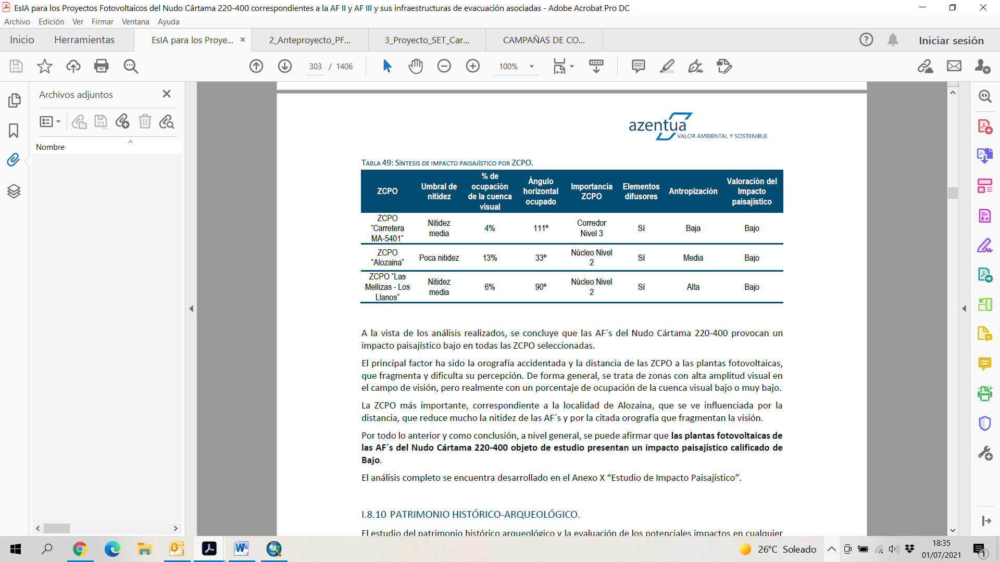 EsIA para los Proyectos Fotovoltaicos del Nudo Cártama 220-400 correspondientes a la AF II y AF III y sus infraestructuras de evacuación asociadas - Adobe Acrobat Pro DC
Archivo Edición Ver Firmar Ventana Ayuda
Inicio Herramientas EsIA para los Proye... 2_Anteproyecto_PF... 3_Proyecto_SET_Car... CAMPAÑAS DE CO... Iniciar sesión
303 / 1406 100%
Archivos adjuntos
Nombre
azentua
VALOR AMBIENTAL Y SOSTENIBLE
TABLA 49: SÍNTESIS DE IMPACTO PAISAJÍSTICO POR ZCPO.
ZCPO
Umbral de
nitidez
% de
ocupación
de la cuenca
visual
Ángulo
horizontal
ocupado
Importancia
ZCPO
Elementos
difusores
Antropización
Valoración del
Impacto
paisajístico
ZCPO
“Carretera
MA-5401”
Nitidez
media
4%
111º
Corredor
Nivel 3
Sí
Baja
Bajo
ZCPO
“Alozaina”
Poca nitidez
13%
33º
Núcleo Nivel
2
Sí
Media
Bajo
ZCPO “Las
Mellizas - Los
Llanos”
Nitidez
media
6%
90º
Núcleo Nivel
2
Sí
Alta
Bajo
A la vista de los análisis realizados, se concluye que las AF´s del Nudo Cártama 220-400 provocan un
impacto paisajístico bajo en todas las ZCPO seleccionadas.
El principal factor ha sido la orografía accidentada y la distancia de las ZCPO a las plantas fotovoltaicas,
que fragmenta y dificulta su percepción. De forma general, se trata de zonas con alta amplitud visual en
el campo de visión, pero realmente con un porcentaje de ocupación de la cuenca visual bajo o muy bajo.
La ZCPO más importante, correspondiente a la localidad de Alozaina, que se ve influenciada por la
distancia, que reduce mucho la nitidez de las AF´s y por la citada orografía que fragmentan la visión.
Por todo lo anterior y como conclusión, a nivel general, se puede afirmar que las plantas fotovoltaicas de
las AF´s del Nudo Cártama 220-400 objeto de estudio presentan un impacto paisajístico calificado de
Bajo.
El análisis completo se encuentra desarrollado en el Anexo X “Estudio de Impacto Paisajístico”.
I.8.10 PATRIMONIO HISTÓRICO-ARQUEOLÓGICO.
El estudio del patrimonio histórico arqueológico y la evaluación de los potenciales impactos en cualquier
26°C Soleado
18:35
01/07/2021
1